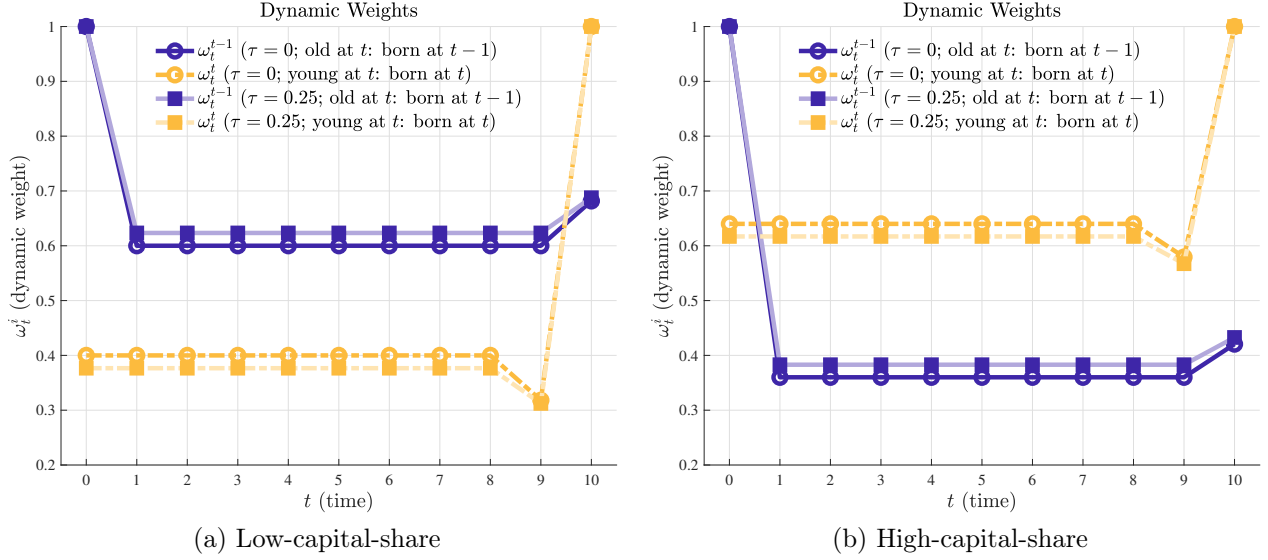 Dynamic Weights
ω_t^{t−1} (τ = 0; old at t: born at t − 1)
ω_t^t (τ = 0; young at t: born at t)
ω_t^{t−1} (τ = 0.25; old at t: born at t − 1)
ω_t^t (τ = 0.25; young at t: born at t)
ω_t^i (dynamic weight)
1
0.9
0.8
0.7
0.6
0.5
0.4
0.3
0.2
0 1 2 3 4 5 6 7 8 9 10
t (time)
(a) Low-capital-share
Dynamic Weights
ω_t^{t−1} (τ = 0; old at t: born at t − 1)
ω_t^t (τ = 0; young at t: born at t)
ω_t^{t−1} (τ = 0.25; old at t: born at t − 1)
ω_t^t (τ = 0.25; young at t: born at t)
ω_t^i (dynamic weight)
1
0.9
0.8
0.7
0.6
0.5
0.4
0.3
0.2
0 1 2 3 4 5 6 7 8 9 10
t (time)
(b) High-capital-share